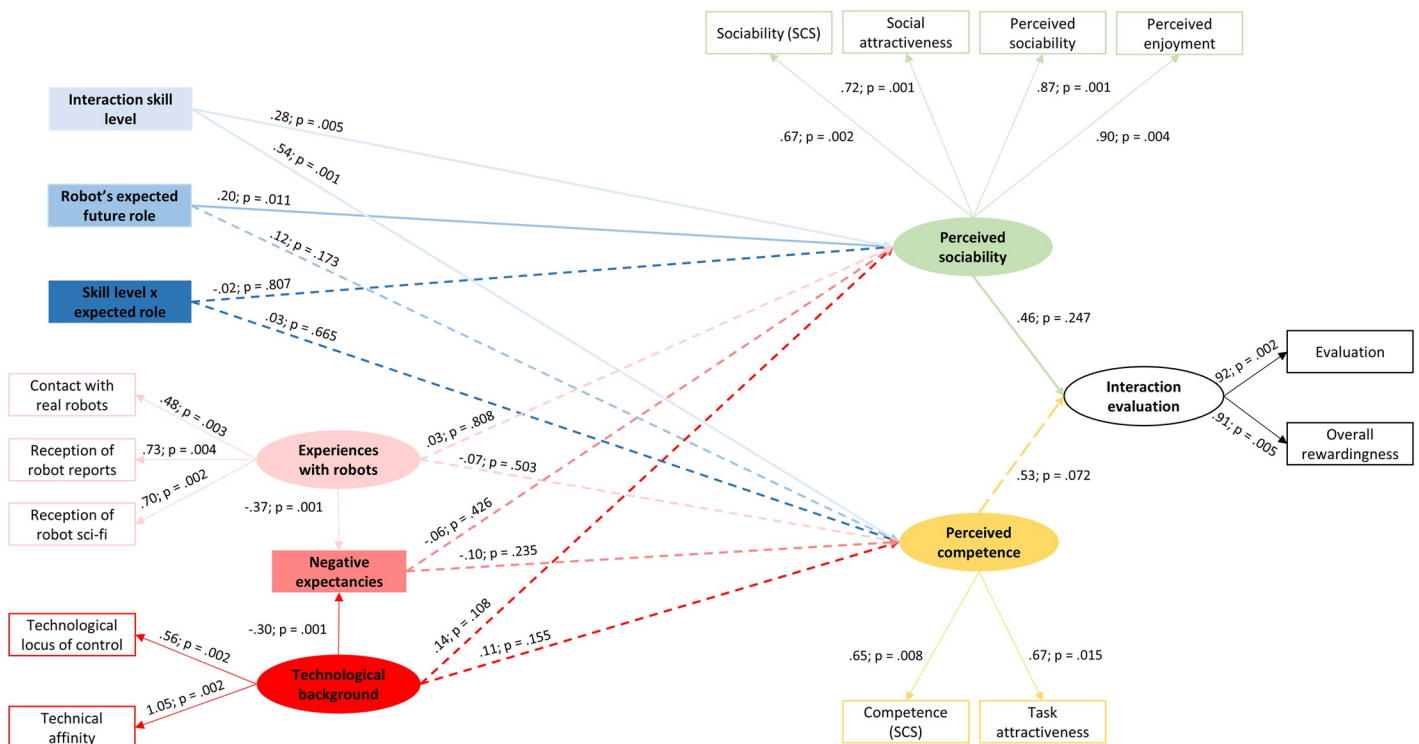 Sociability (SCS)
Social
attractiveness
Perceived
sociability
Perceived
enjoyment
.67; p = .002
.72; p = .001
.87; p = .001
.90; p = .004
Interaction skill
level
.28; p = .005
.54; p = .001
Robot's expected
future role
.20; p = .011
.12; p = .173
Skill level x
expected role
-.02; p = .807
.03; p = .665
Perceived
sociability
.46; p = .247
Interaction
evaluation
.92; p = .002
.91; p = .005
Evaluation
Overall
rewardingness
Contact with
real robots
Reception of
robot reports
Reception of
robot sci-fi
.48; p = .003
.73; p = .004
.70; p = .002
Experiences
with robots
.03; p = .808
-.07; p = .503
-.37; p = .001
Negative
expectancies
-.06; p = .426
-.10; p = .235
.53; p = .072
Perceived
competence
Technological
locus of control
Technical
affinity
.56; p = .002
1.05; p = .002
-.30; p = .001
Technological
background
.14; p = .108
.11; p = .155
.65; p = .008
.67; p = .015
Competence
(SCS)
Task
attractiveness